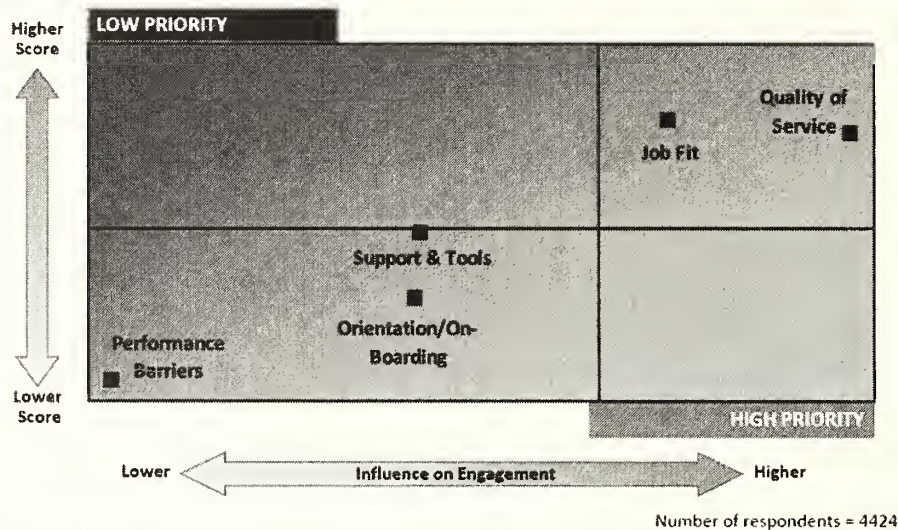 LOW PRIORITY
Higher
Score
Quality of
Service
Job Fit
Support & Tools
Orientation/On-
Boarding
Performance
Barriers
Lower
Score
HIGH PRIORITY
Lower
Influence on Engagement
Higher
Number of respondents = 4424